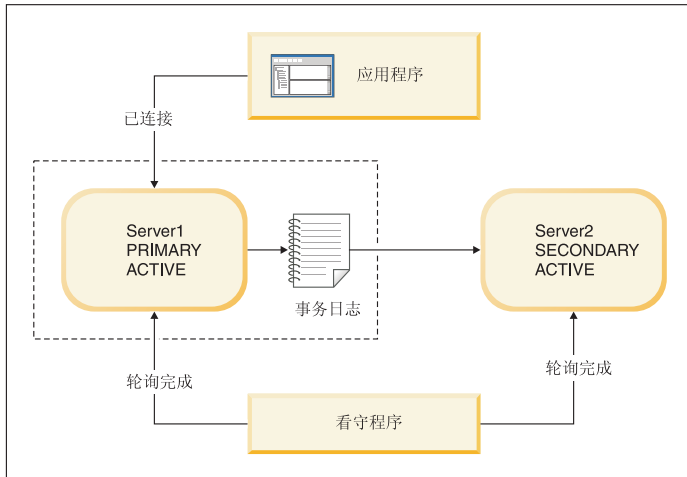 应用程序
已连接
Server1
PRIMARY
ACTIVE
事务日志
Server2
SECONDARY
ACTIVE
轮询完成
轮询完成
看守程序